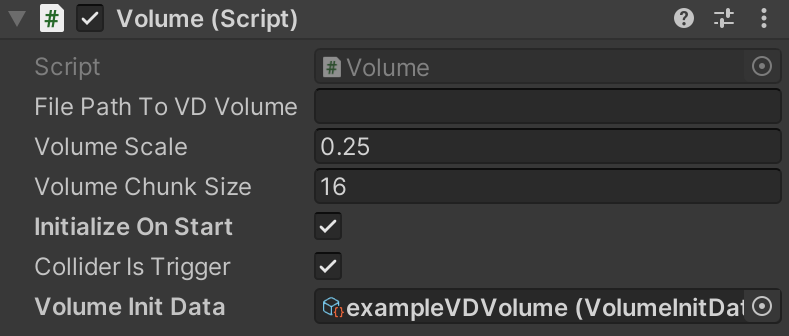 Volume (Script)
Script Volume
File Path To VD Volume
Volume Scale 0.25
Volume Chunk Size 16
Initialize On Start
Collider Is Trigger
Volume Init Data exampleVDVolume (VolumeInitDat